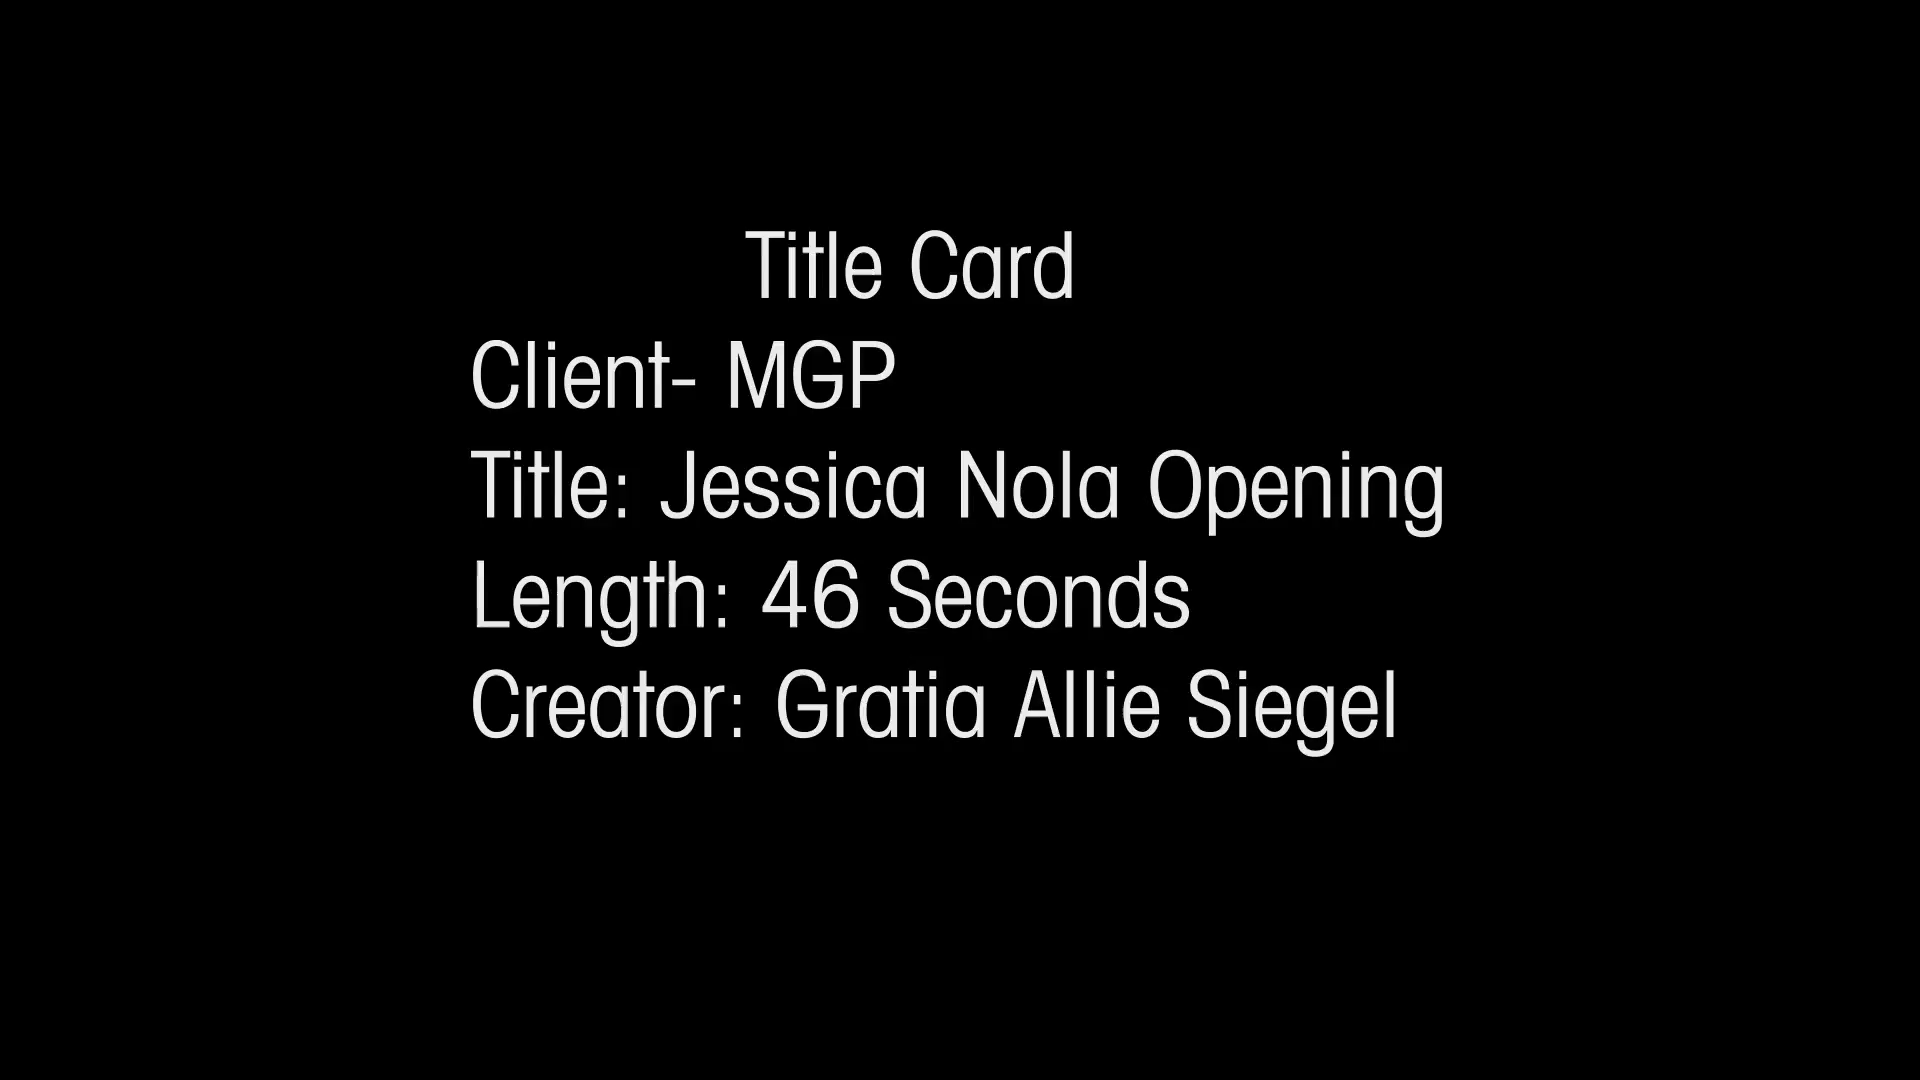 Title Card
Client- MGP
Title: Jessica Nola Opening
Length: 46 Seconds
Creator: Gratia Allie Siegel